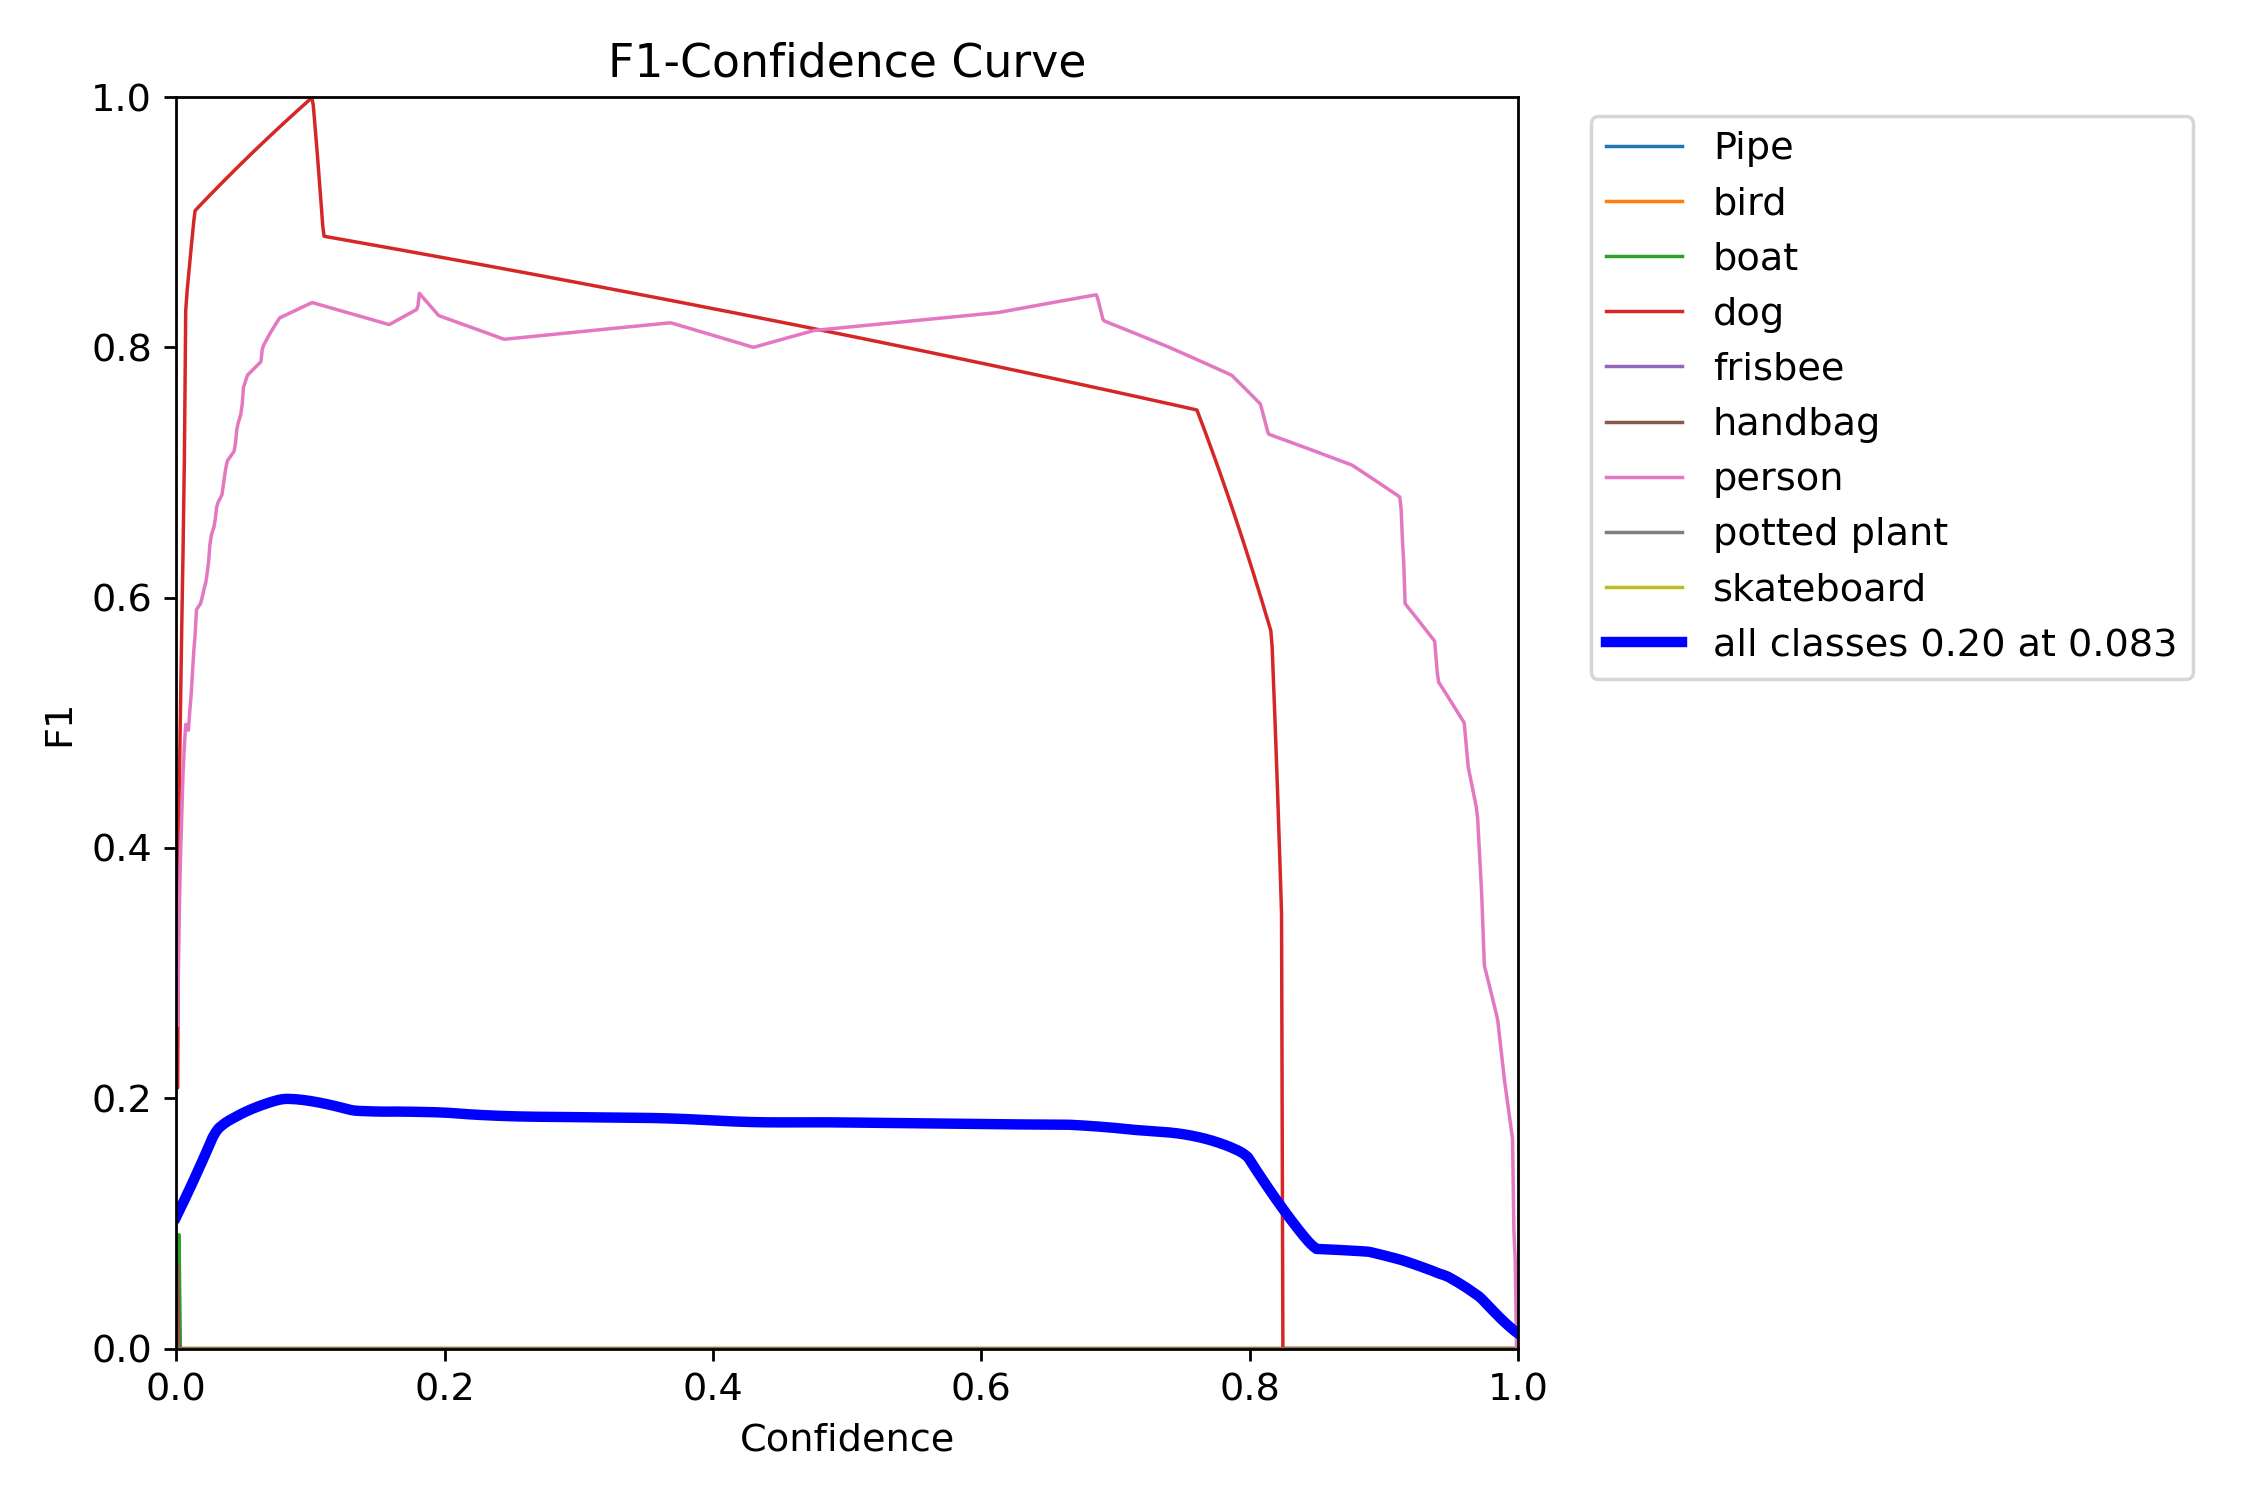 F1-Confidence Curve
1.0
0.8
0.6
0.4
0.2
0.0
F1
0.0 0.2 0.4 0.6 0.8 1.0
Confidence
Pipe
bird
boat
dog
frisbee
handbag
person
potted plant
skateboard
all classes 0.20 at 0.083